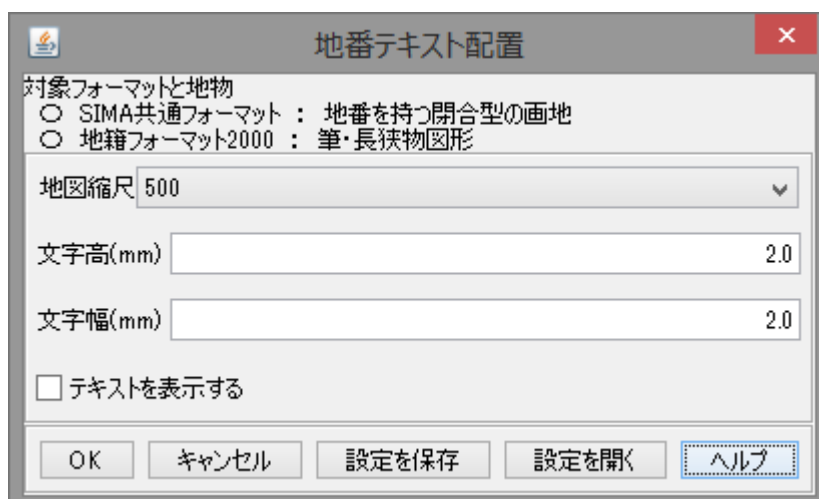 地番テキスト配置
対象フォーマットと地物
○ SIMA共通フォーマット : 地番を持つ閉合型の画地
○ 地籍フォーマット2000 : 筆・長狭物図形
地図縮尺 500
文字高(mm) 2.0
文字幅(mm) 2.0
テキストを表示する
OK キャンセル 設定を保存 設定を開く ヘルプ